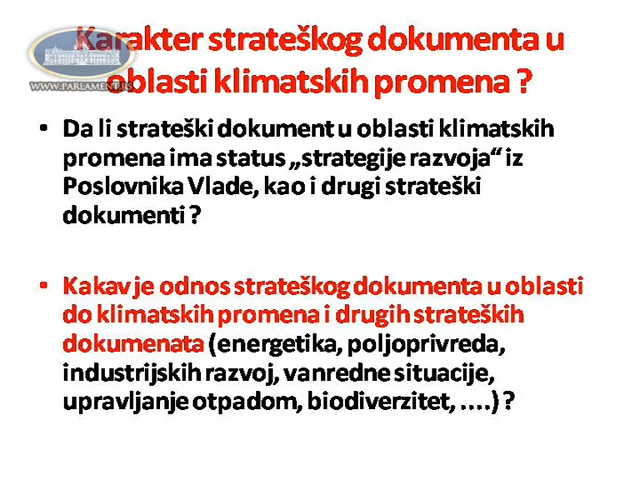 Karakter strateškog dokumenta u
oblasti klimatskih promena ?
WWW.PARLAMENT.RS
• Da li strateški dokument u oblasti klimatskih
promena ima status „strategije razvoja“ iz
Poslovnika Vlade, kao i drugi strateški
dokumenti ?
• Kakav je odnos strateškog dokumenta u oblasti
do klimatskih promena i drugih strateških
dokumenata (energetika, poljoprivreda,
industrijskih razvoj, vanredne situacije,
upravljanje otpadom, biodiverzitet, ....) ?